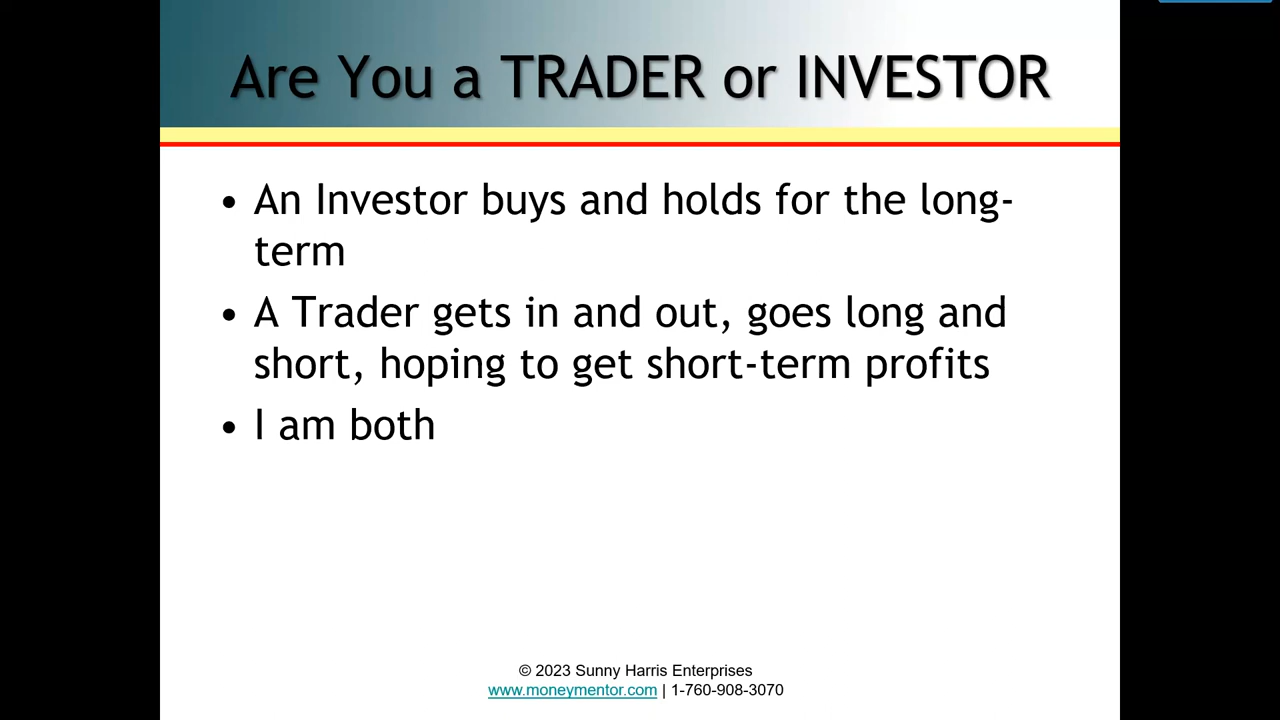 Are You a TRADER or INVESTOR
• An Investor buys and holds for the long-
term
• A Trader gets in and out, goes long and
short, hoping to get short-term profits
• I am both
© 2023 Sunny Harris Enterprises
www.moneymentor.com | 1-760-908-3070